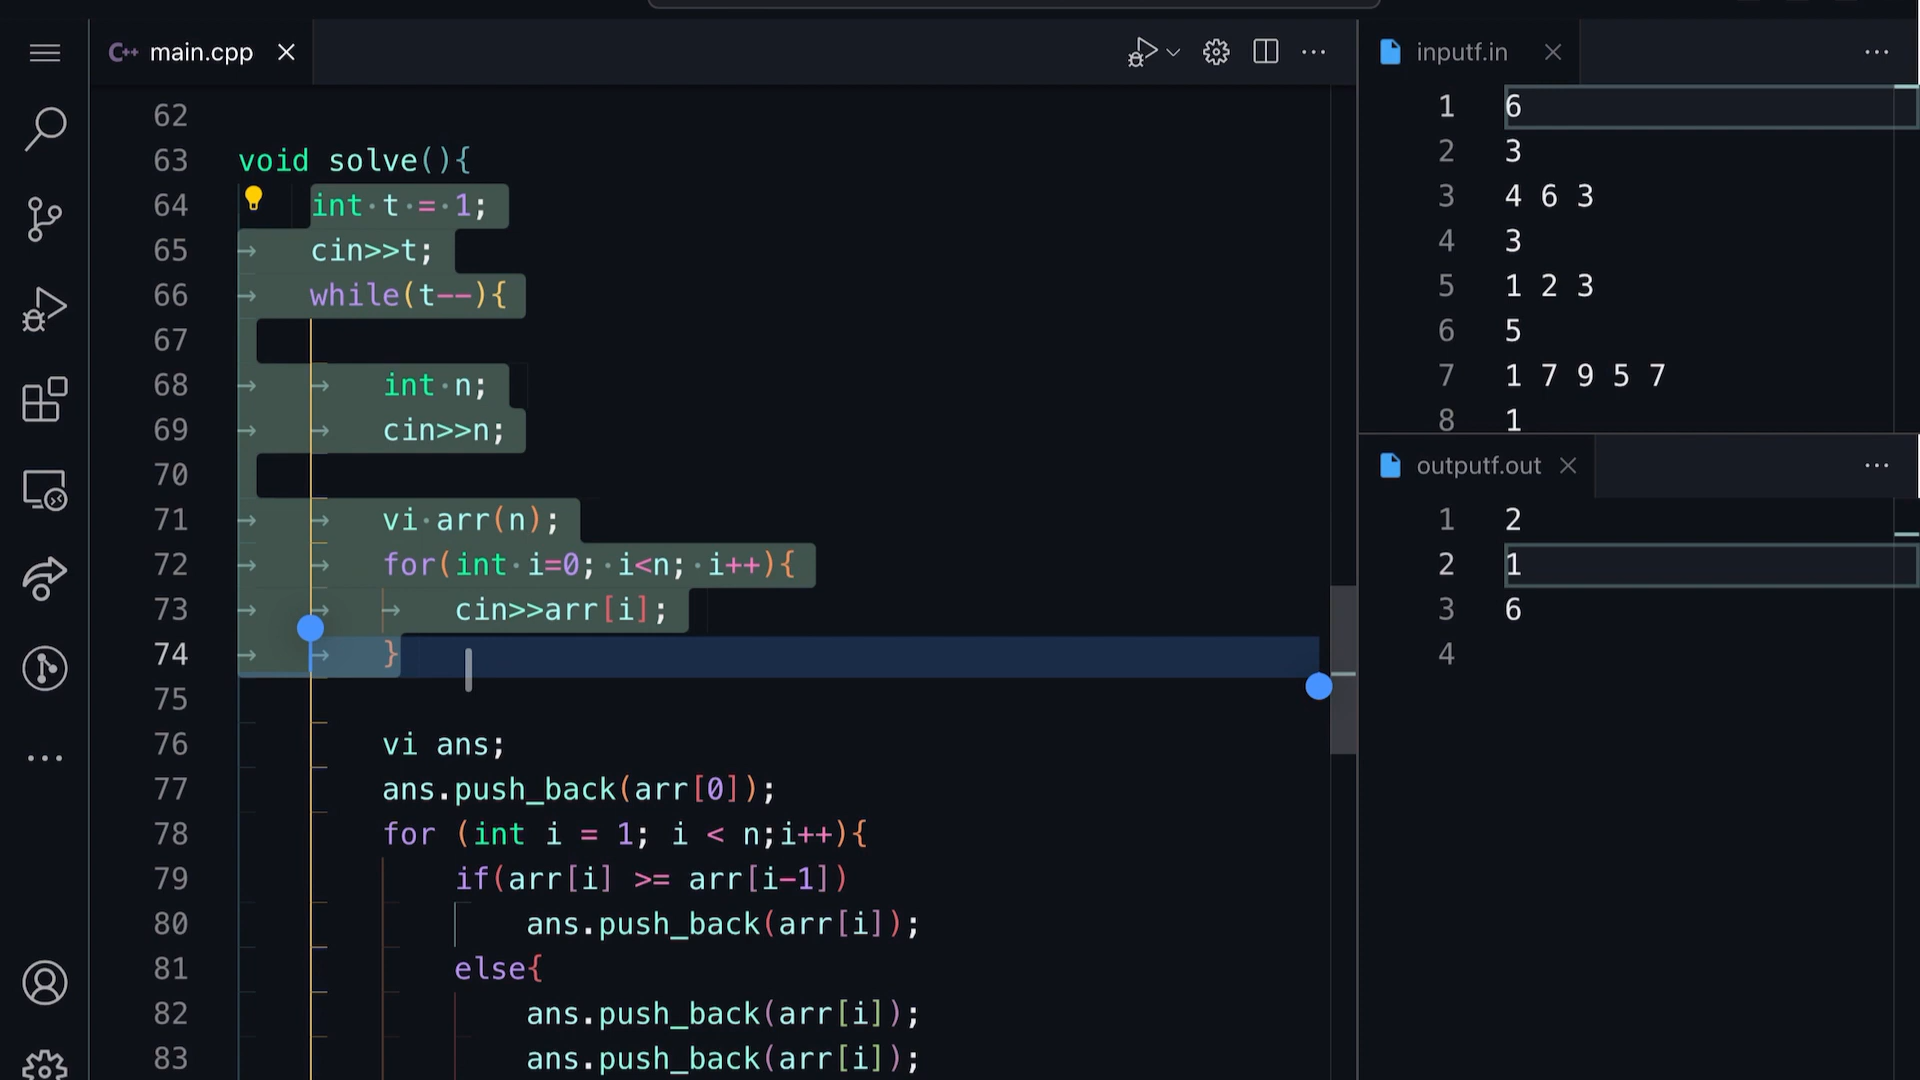 C++ main.cpp
62
63 void solve(){
64 int t = 1;
65 cin>>t;
66 while(t--){
67
68 int n;
69 cin>>n;
70
71 vi arr(n);
72 for(int i=0; i<n; i++){
73 cin>>arr[i];
74 }
75
76 vi ans;
77 ans.push_back(arr[0]);
78 for (int i = 1; i < n;i++){
79 if(arr[i] >= arr[i-1])
80 ans.push_back(arr[i]);
81 else{
82 ans.push_back(arr[i]);
83 ans.push_back(arr[i]);
inputf.in
1 6
2 3
3 4 6 3
4 3
5 1 2 3
6 5
7 1 7 9 5 7
8 1
outputf.out
1 2
2 1
3 6
4